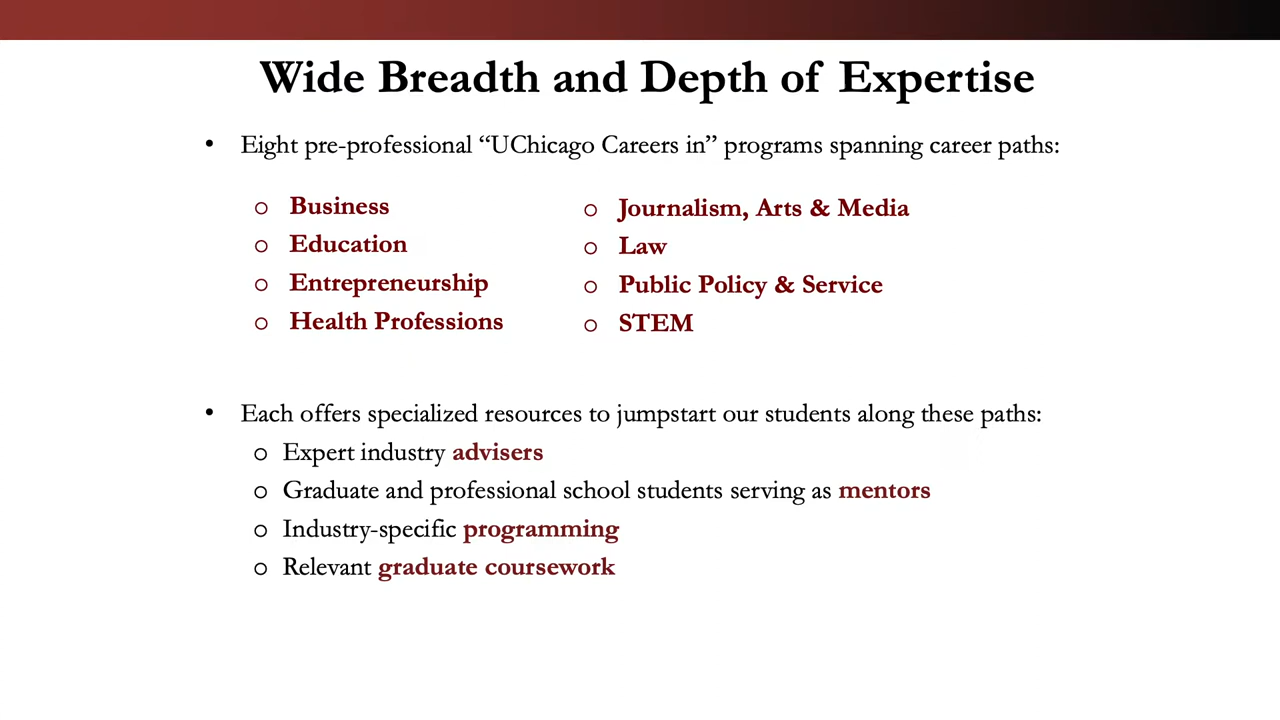 Wide Breadth and Depth of Expertise
• Eight pre-professional “UChicago Careers in” programs spanning career paths:
o Business
o Education
o Entrepreneurship
o Health Professions
o Journalism, Arts & Media
o Law
o Public Policy & Service
o STEM
• Each offers specialized resources to jumpstart our students along these paths:
o Expert industry advisers
o Graduate and professional school students serving as mentors
o Industry-specific programming
o Relevant graduate coursework